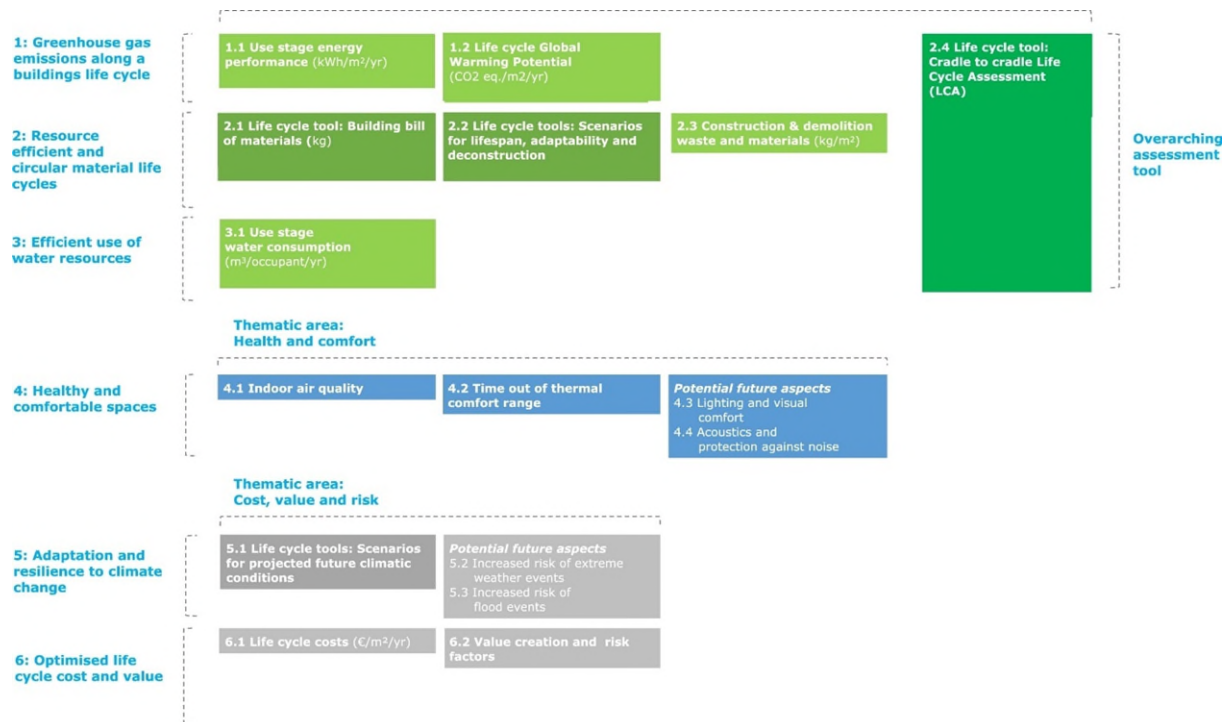 1: Greenhouse gas
emissions along a
buildings life cycle
1.1 Use stage energy
performance (kWh/m²/yr)
1.2 Life cycle Global
Warming Potential
(CO2 eq./m2/yr)
2.4 Life cycle tool:
Cradle to cradle Life
Cycle Assessment
(LCA)
Overarching
assessment
tool
2: Resource
efficient and
circular material life
cycles
2.1 Life cycle tool: Building bill
of materials (kg)
2.2 Life cycle tools: Scenarios
for lifespan, adaptability and
deconstruction
2.3 Construction & demolition
waste and materials (kg/m²)
3: Efficient use of
water resources
3.1 Use stage
water consumption
(m³/occupant/yr)
Thematic area:
Health and comfort
4: Healthy and
comfortable spaces
4.1 Indoor air quality
4.2 Time out of thermal
comfort range
Potential future aspects
4.3 Lighting and visual
comfort
4.4 Acoustics and
protection against noise
Thematic area:
Cost, value and risk
5: Adaptation and
resilience to climate
change
5.1 Life cycle tools: Scenarios
for projected future climatic
conditions
Potential future aspects
5.2 Increased risk of extreme
weather events
5.3 Increased risk of
flood events
6: Optimised life
cycle cost and value
6.1 Life cycle costs (€/m²/yr)
6.2 Value creation and risk
factors